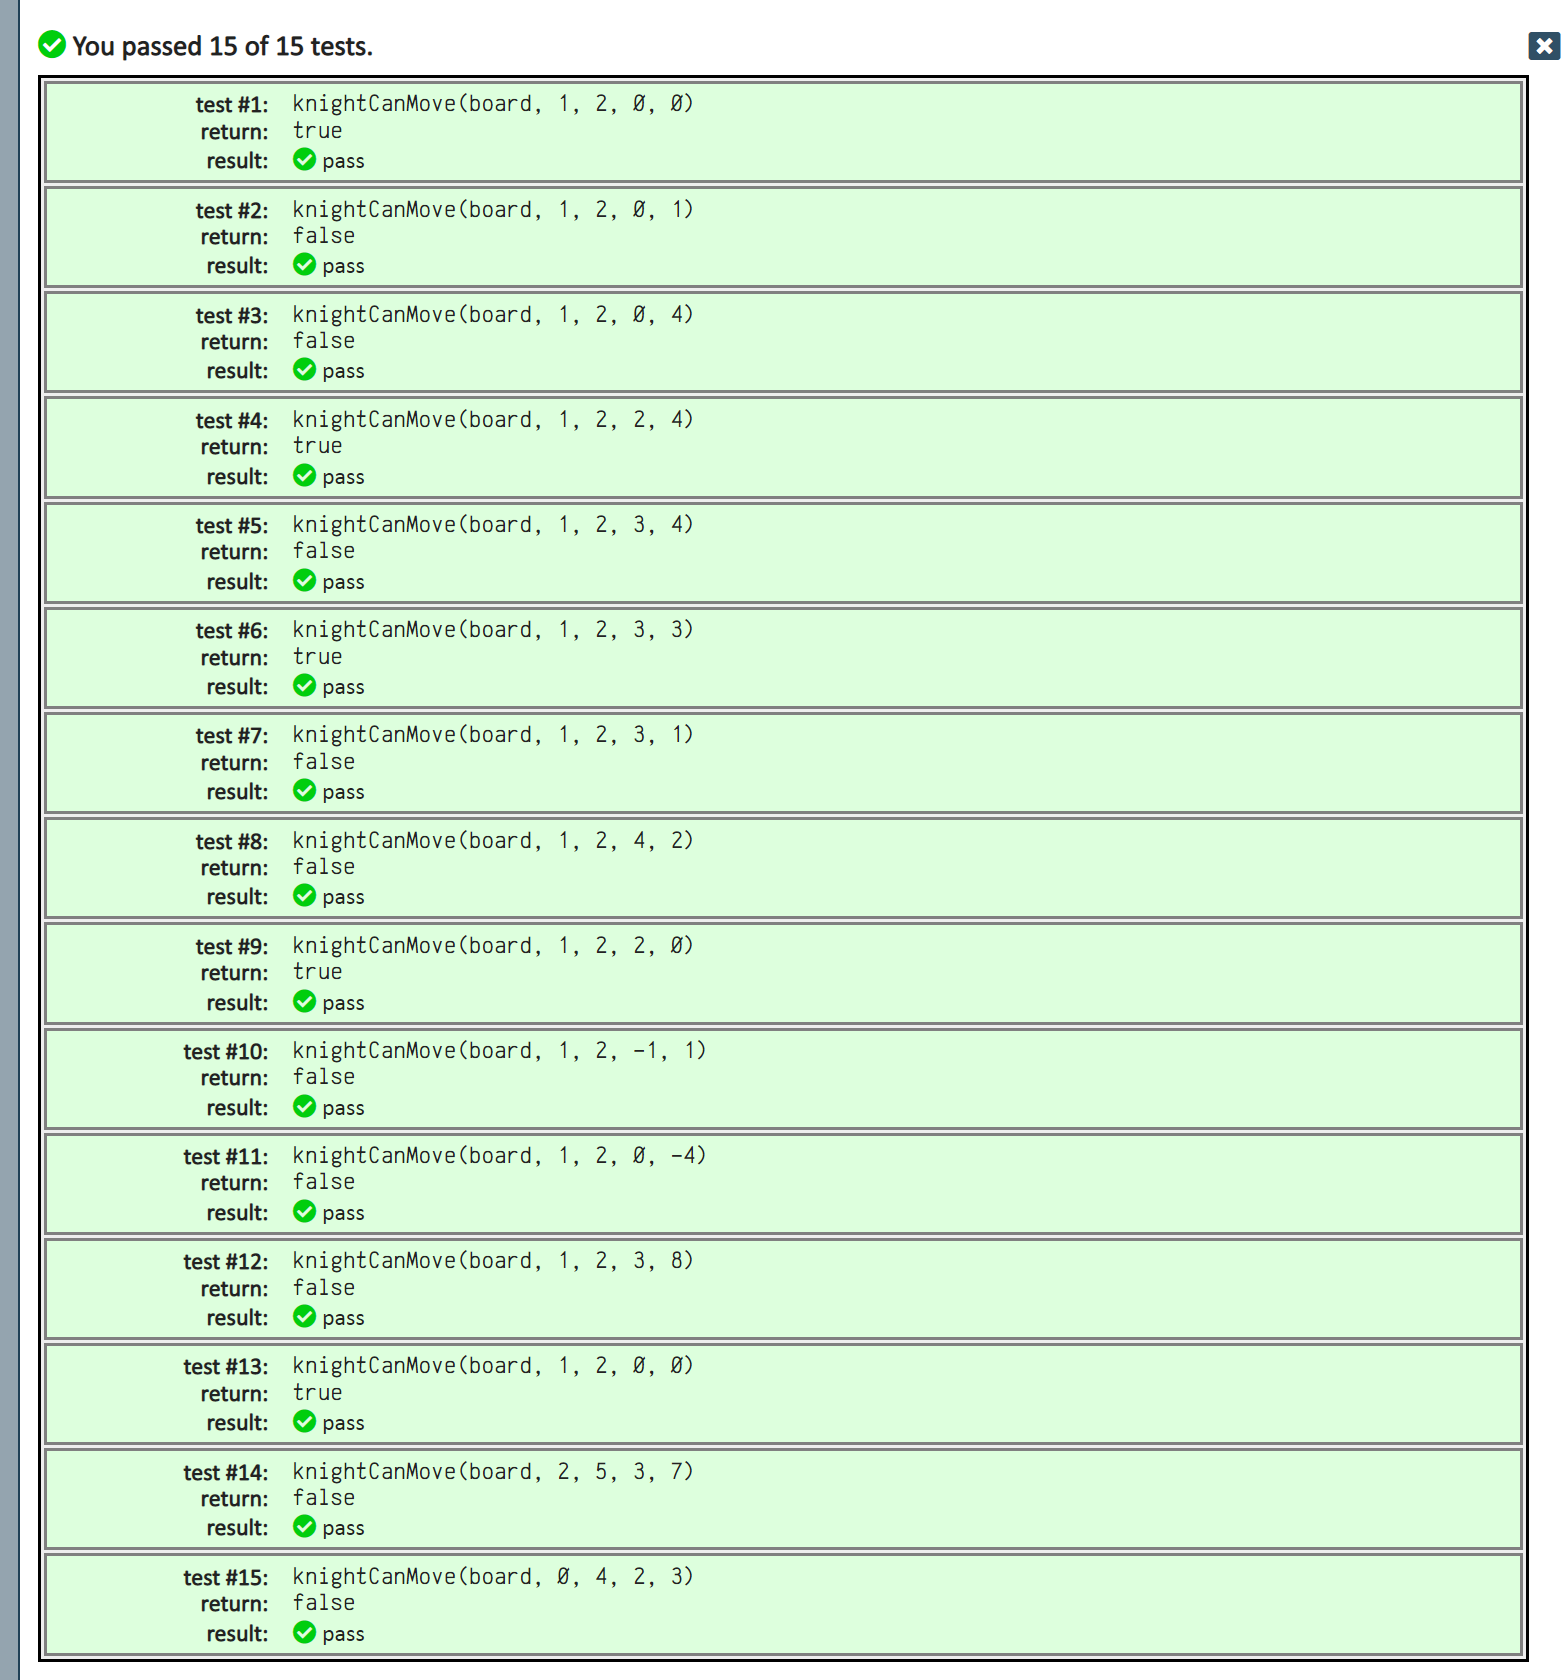 You passed 15 of 15 tests.
test #1: knightCanMove(board, 1, 2, 0, 0)
return: true
result: pass
test #2: knightCanMove(board, 1, 2, 0, 1)
return: false
result: pass
test #3: knightCanMove(board, 1, 2, 0, 4)
return: false
result: pass
test #4: knightCanMove(board, 1, 2, 2, 4)
return: true
result: pass
test #5: knightCanMove(board, 1, 2, 3, 4)
return: false
result: pass
test #6: knightCanMove(board, 1, 2, 3, 3)
return: true
result: pass
test #7: knightCanMove(board, 1, 2, 3, 1)
return: false
result: pass
test #8: knightCanMove(board, 1, 2, 4, 2)
return: false
result: pass
test #9: knightCanMove(board, 1, 2, 2, 0)
return: true
result: pass
test #10: knightCanMove(board, 1, 2, -1, 1)
return: false
result: pass
test #11: knightCanMove(board, 1, 2, 0, -4)
return: false
result: pass
test #12: knightCanMove(board, 1, 2, 3, 8)
return: false
result: pass
test #13: knightCanMove(board, 1, 2, 0, 0)
return: true
result: pass
test #14: knightCanMove(board, 2, 5, 3, 7)
return: false
result: pass
test #15: knightCanMove(board, 0, 4, 2, 3)
return: false
result: pass